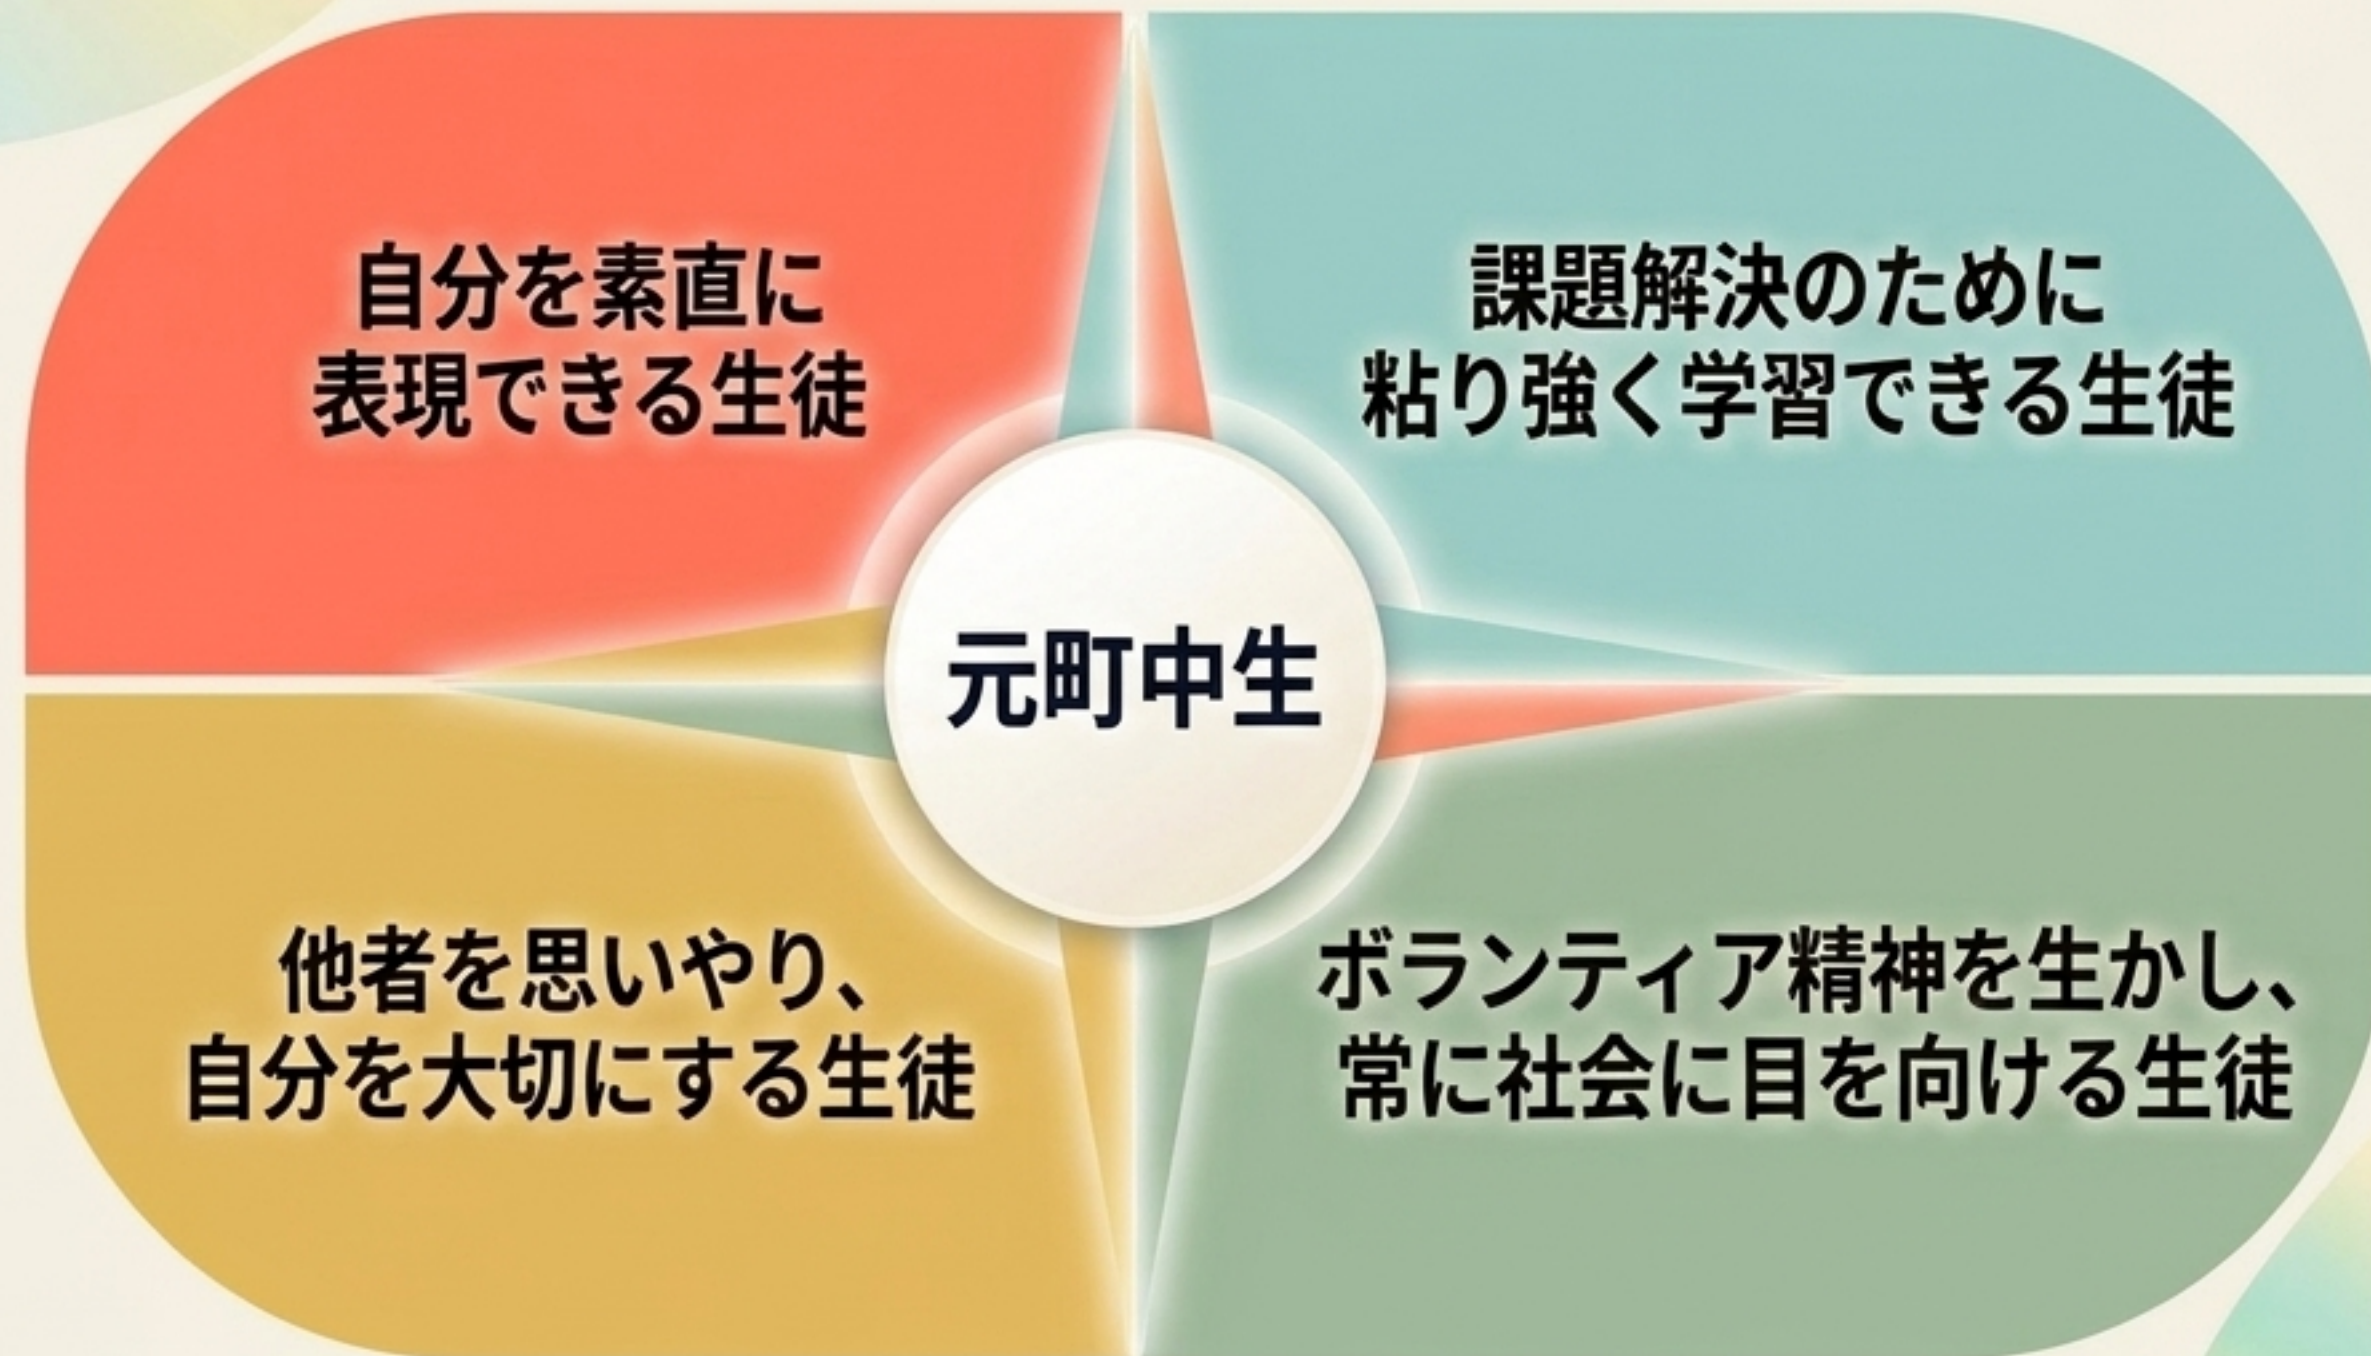 自分を素直に
表現できる生徒
課題解決のために
粘り強く学習できる生徒
元町中生
他者を思いやり、
自分を大切にする生徒
ボランティア精神を生かし、
常に社会に目を向ける生徒